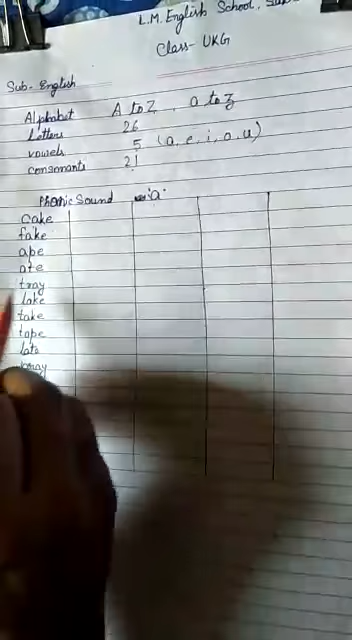 L.M. English School,
Class- UKG
Sub- English
Alphabet A to Z , a to z
Letters 26
vowels 5 (a, e, i, o, u)
consonants 21
Phonic Sound 'a'
cake
fake
ape
ate
tray
lake
take
tape
late